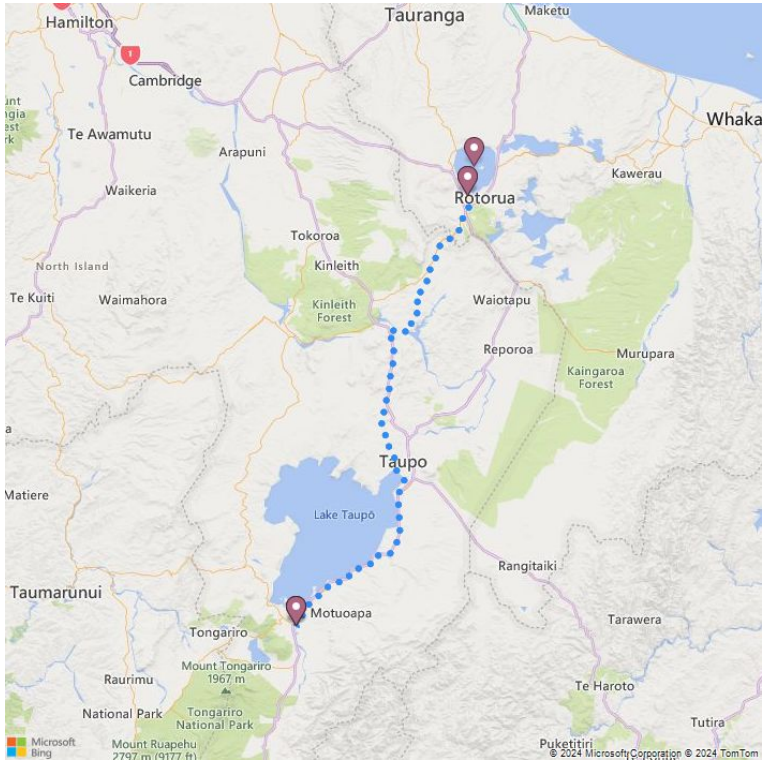 Tauranga
Maketu
Hamilton
1
Cambridge
Whaka
Te Awamutu
Arapuni
Kawerau
Waikeria
Rotorua
Tokoroa
North Island
Kinleith
Te Kuiti
Waimahora
Kinleith
Forest
Waiotapu
Reporoa
Murupara
Kaingaroa
Forest
Taupo
Matiere
Lake Taupō
Rangitaiki
Taumarunui
Motuoapa
Tarawera
Tongariro
Mount Tongariro
1967 m
Raurimu
Te Haroto
Tongariro
National Park
National Park
Tutira
Mount Ruapehu
2797 m (9177 ft)
Puketitiri
Microsoft
Bing
© 2024 Microsoft Corporation © 2024 TomTom